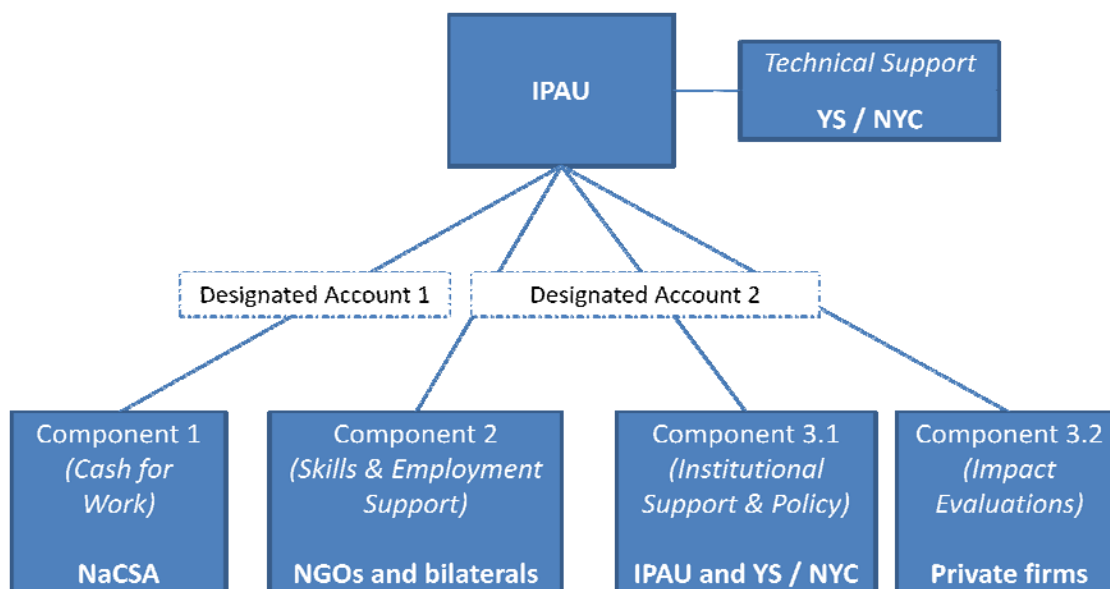 IPAU
Technical Support
YS / NYC
Designated Account 1
Designated Account 2
Component 1
(Cash for
Work)
NaCSA
Component 2
(Skills & Employment
Support)
NGOs and bilaterals
Component 3.1
(Institutional
Support & Policy)
IPAU and YS / NYC
Component 3.2
(Impact
Evaluations)
Private firms